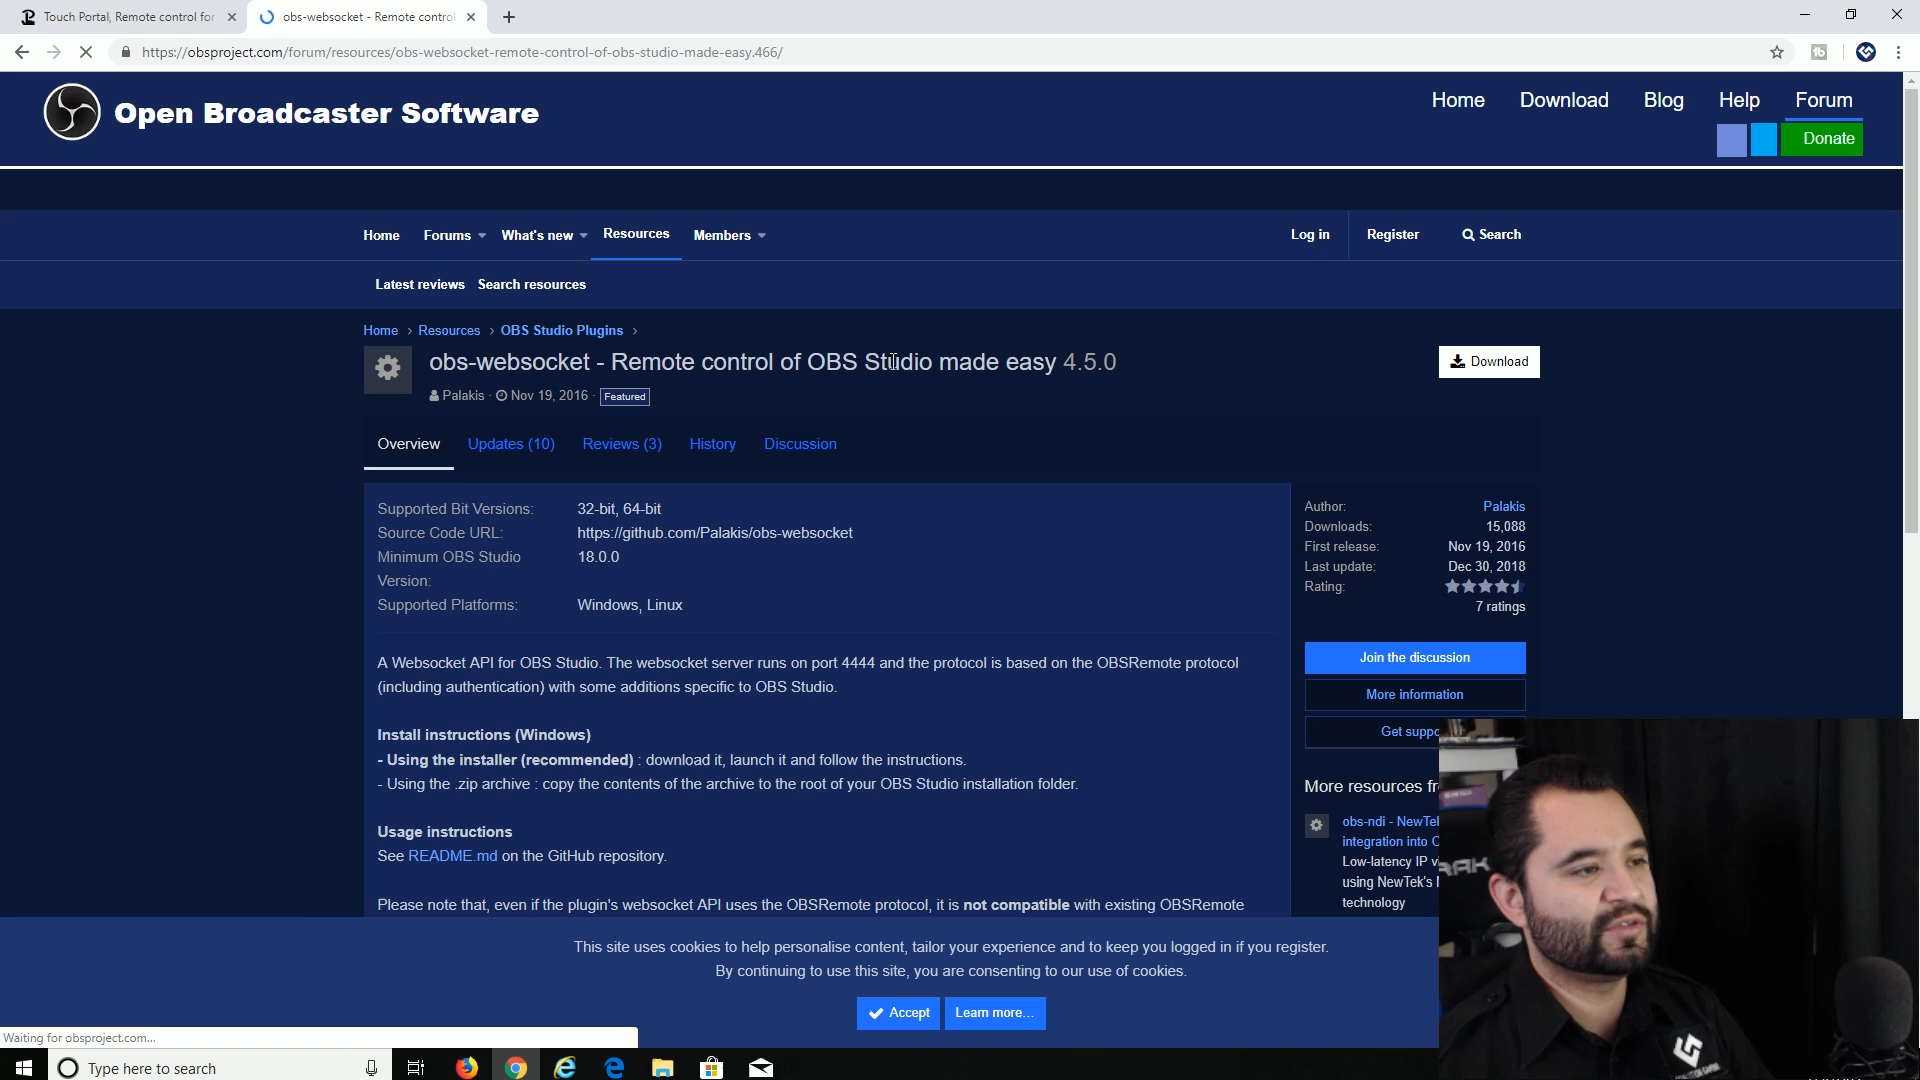 Touch Portal, Remote control for
obs-websocket - Remote control
https://obsproject.com/forum/resources/obs-websocket-remote-control-of-obs-studio-made-easy.466/
Open Broadcaster Software
Home Download Blog Help Forum
Donate
Home Forums What's new Resources Members Log in Register Search
Latest reviews Search resources
Home > Resources > OBS Studio Plugins >
obs-websocket - Remote control of OBS Studio made easy 4.5.0
Download
Palakis · Nov 19, 2016 · Featured
Overview Updates (10) Reviews (3) History Discussion
Supported Bit Versions: 32-bit, 64-bit
Source Code URL: https://github.com/Palakis/obs-websocket
Minimum OBS Studio 18.0.0
Version:
Supported Platforms: Windows, Linux
A Websocket API for OBS Studio. The websocket server runs on port 4444 and the protocol is based on the OBSRemote protocol
(including authentication) with some additions specific to OBS Studio.
Install instructions (Windows)
- Using the installer (recommended) : download it, launch it and follow the instructions.
- Using the .zip archive : copy the contents of the archive to the root of your OBS Studio installation folder.
Usage instructions
See README.md on the GitHub repository.
Please note that, even if the plugin's websocket API uses the OBSRemote protocol, it is not compatible with existing OBSRemote
Author: Palakis
Downloads: 15,088
First release: Nov 19, 2016
Last update: Dec 30, 2018
Rating:
7 ratings
Join the discussion
More information
Get suppo
More resources fr
obs-ndi - NewTe
integration into O
Low-latency IP v
using NewTek's
technology
This site uses cookies to help personalise content, tailor your experience and to keep you logged in if you register.
By continuing to use this site, you are consenting to our use of cookies.
Accept Learn more…
Waiting for obsproject.com...
Type here to search